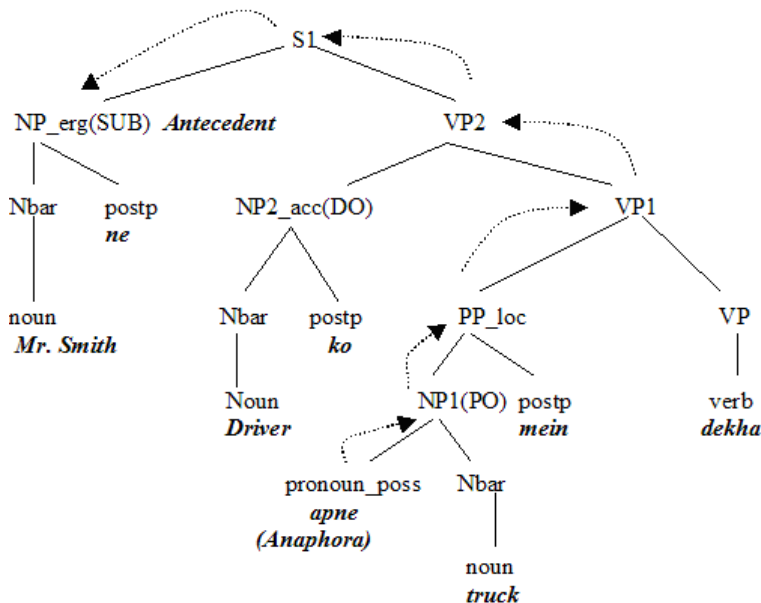 S1
NP_erg(SUB) Antecedent VP2
Nbar postp NP2_acc(DO) VP1
ne
noun Nbar postp PP_loc VP
Mr. Smith ko
Noun NP1(PO) postp verb
Driver mein dekha
pronoun_poss Nbar
apne
(Anaphora)
noun
truck